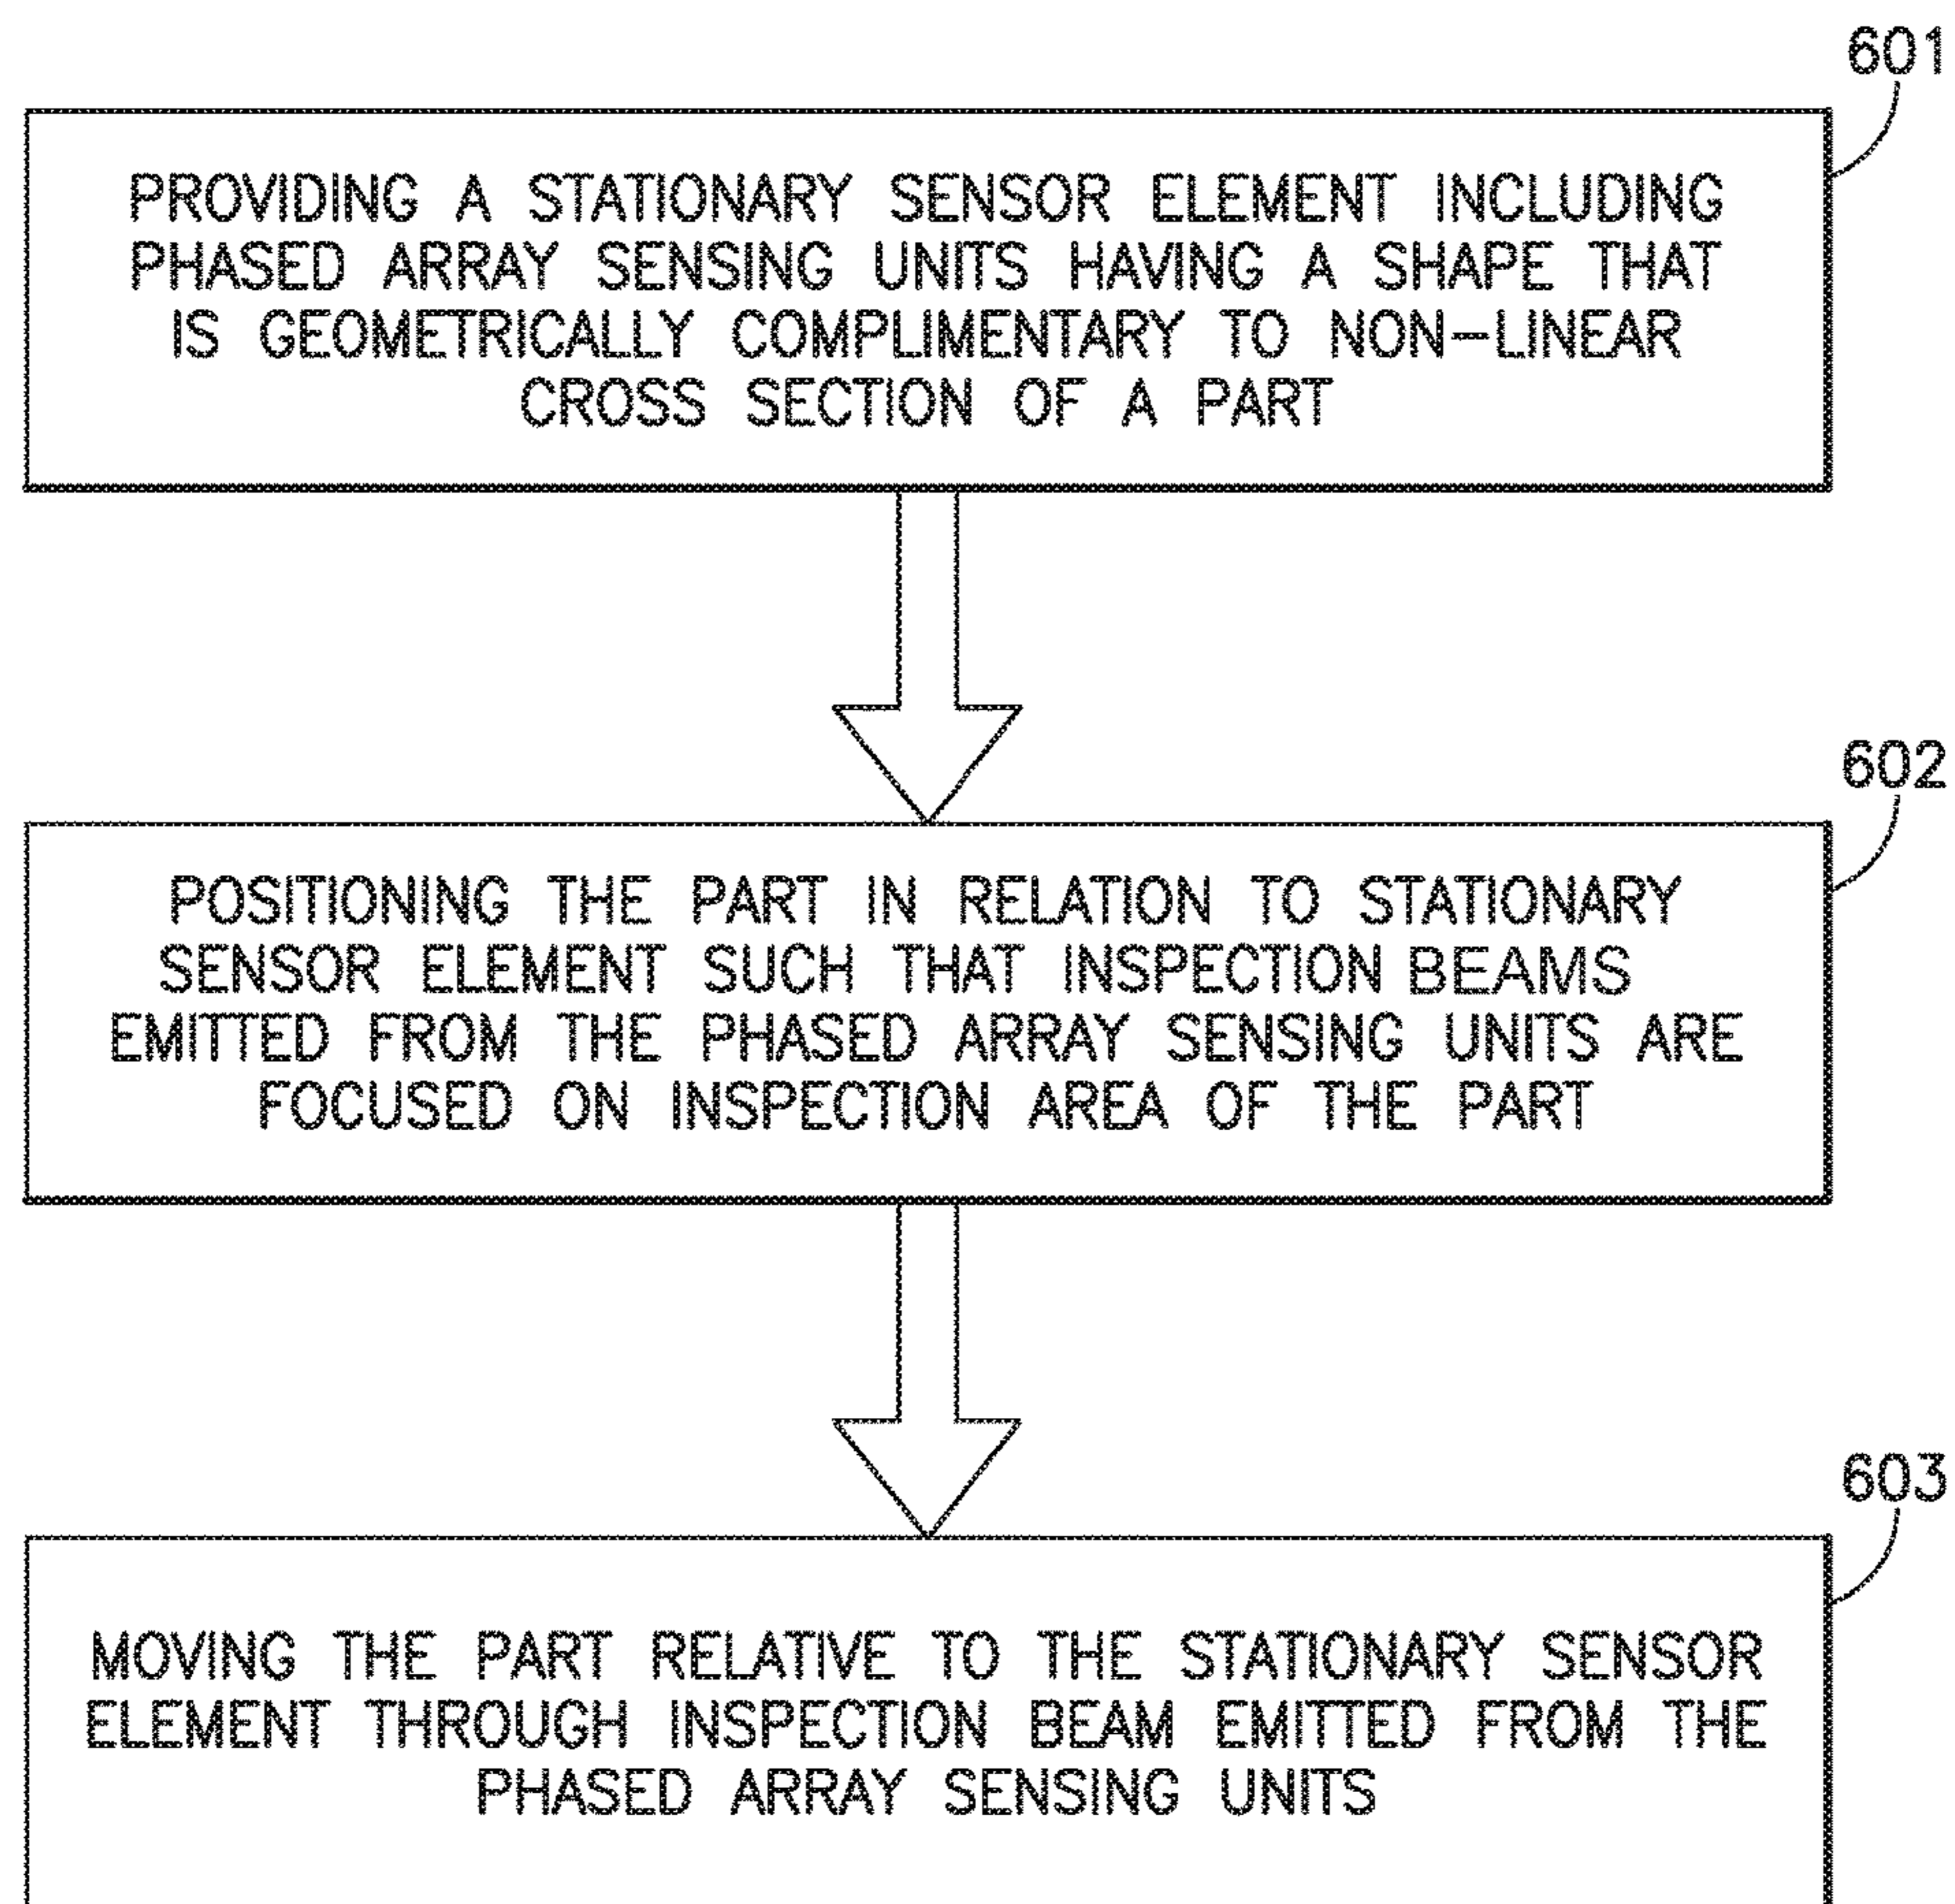 601
PROVIDING A STATIONARY SENSOR ELEMENT INCLUDING
PHASED ARRAY SENSING UNITS HAVING A SHAPE THAT
IS GEOMETRICALLY COMPLIMENTARY TO NON-LINEAR
CROSS SECTION OF A PART
602
POSITIONING THE PART IN RELATION TO STATIONARY
SENSOR ELEMENT SUCH THAT INSPECTION BEAMS
EMITTED FROM THE PHASED ARRAY SENSING UNITS ARE
FOCUSED ON INSPECTION AREA OF THE PART
603
MOVING THE PART RELATIVE TO THE STATIONARY SENSOR
ELEMENT THROUGH INSPECTION BEAM EMITTED FROM THE
PHASED ARRAY SENSING UNITS